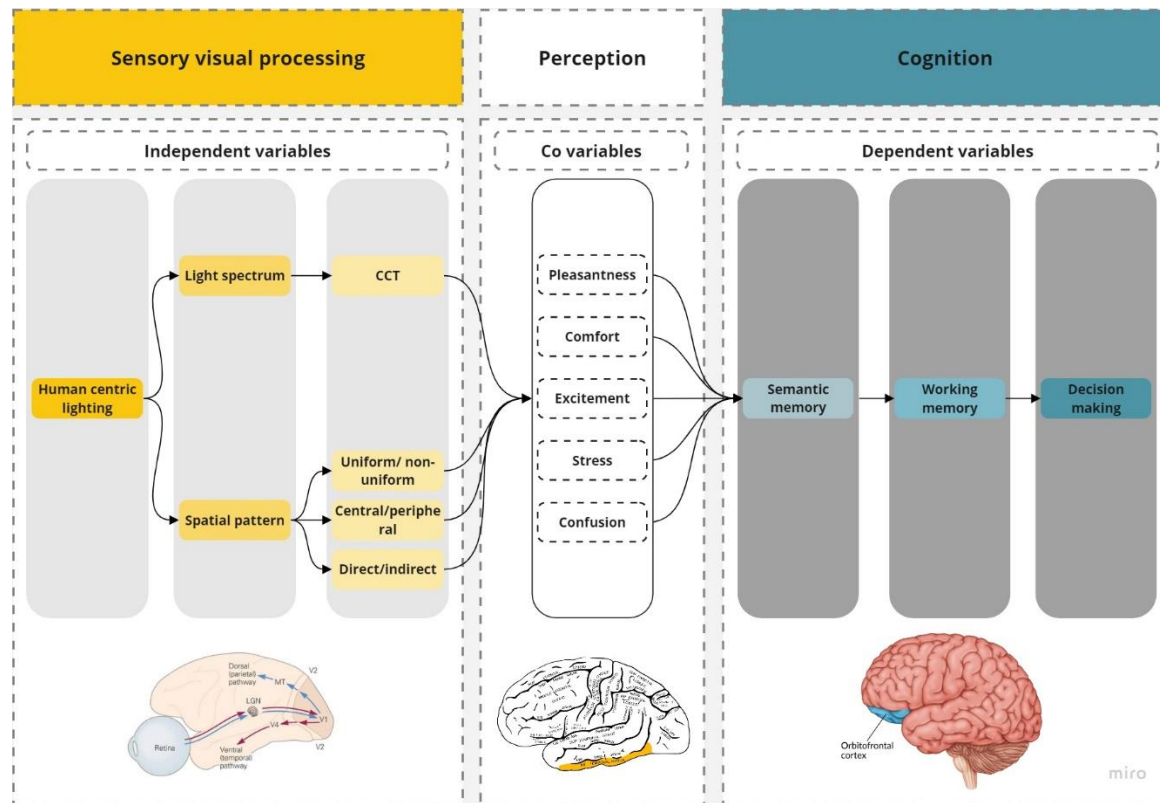 Sensory visual processing
Perception
Cognition
Independent variables
Co variables
Dependent variables
Light spectrum
CCT
Pleasantness
Comfort
Human centric
lighting
Excitement
Semantic
memory
Working
memory
Decision
making
Uniform/ non-
uniform
Stress
Spatial pattern
Central/periphe
ral
Confusion
Direct/indirect
Dorsal
(parietal)
pathway
MT
V2
LGN
V4
V1
Retina
V2
Ventral
(temporal)
pathway
Orbitofrontal
cortex
miro